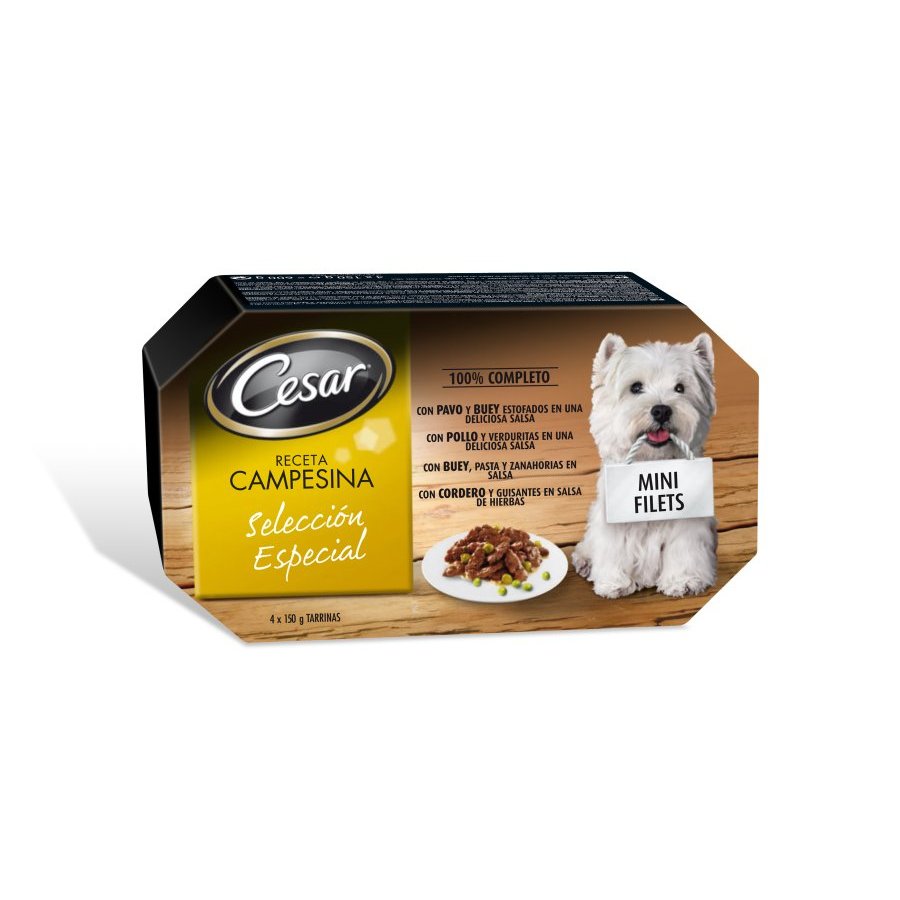 Cesar
RECETA
CAMPESINA
Selección
Especial
4 x 150 g TARRINAS
100% COMPLETO
CON PAVO Y BUEY ESTOFADOS EN UNA
DELICIOSA SALSA
CON POLLO Y VERDURITAS EN UNA
DELICIOSA SALSA
CON BUEY, PASTA Y ZANAHORIAS EN
SALSA
CON CORDERO Y GUISANTES EN SALSA
DE HIERBAS
MINI
FILETS